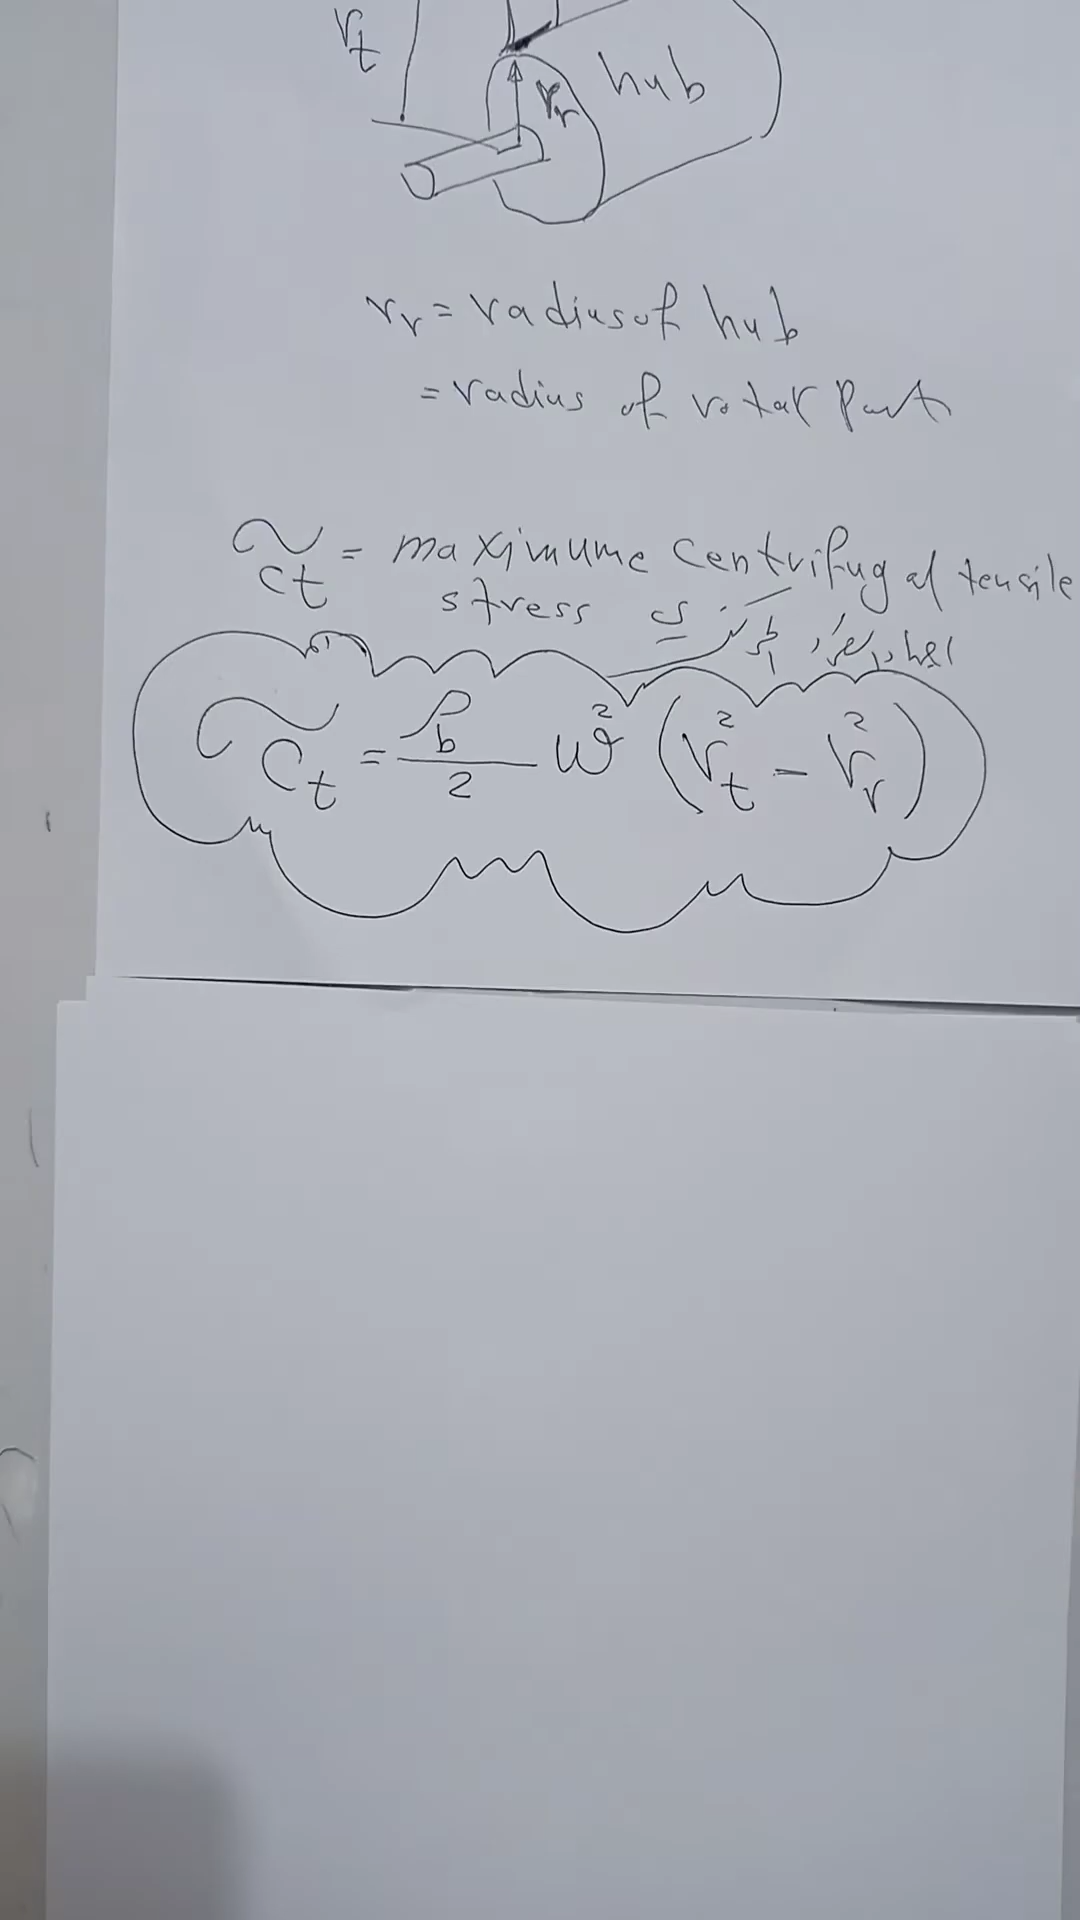 r_t
r_r
hub
r_r = radius of hub
= radius of rotar part
σ_ct = maximume centrifugal tensile
stress
σ_ct = ρ_b/2 ω² (r_t² - r_r²)